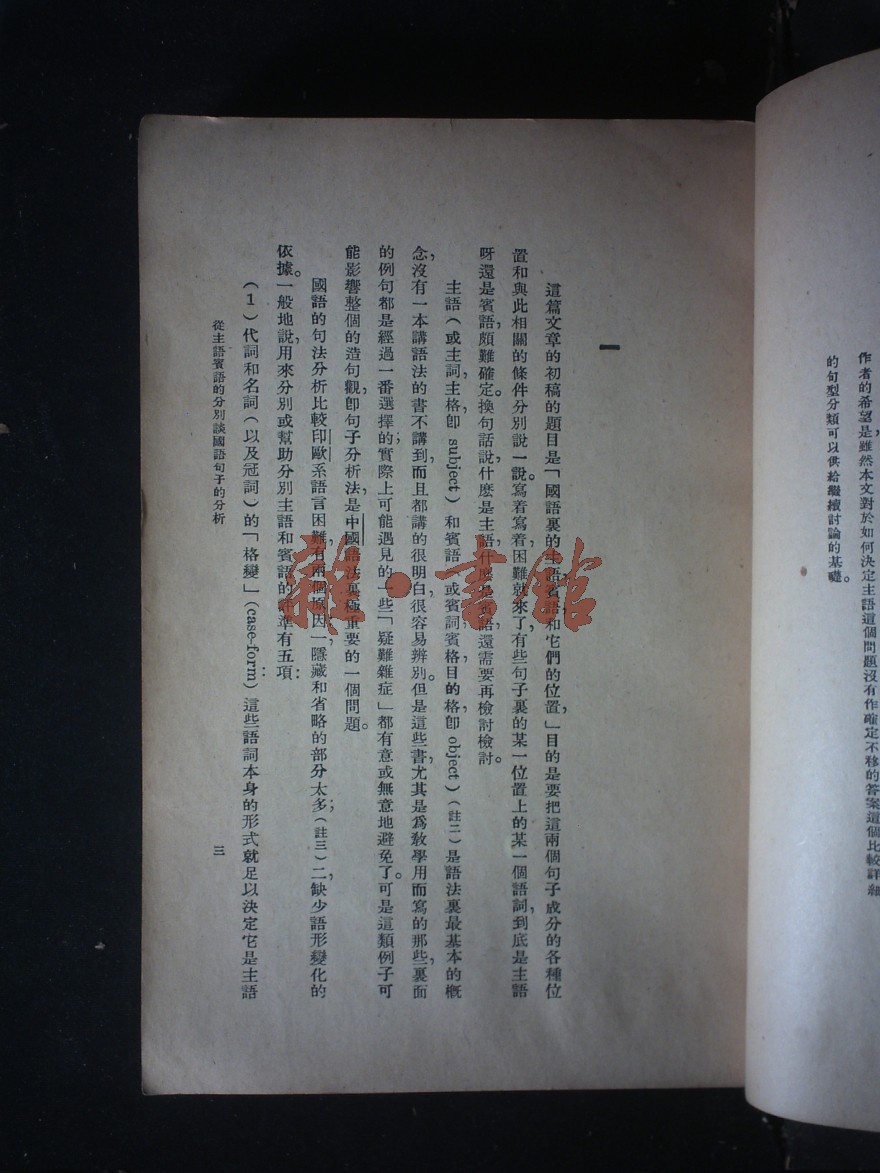 作者的希望是,雖然本文對於如何決定主語這個問題沒有作確定不移的答案,這個比較詳細
的句型分類可以供給繼續討論的基礎。
一
這篇文章的初稿的題目是「國語裏的主語,賓語,和它們的位置,」目的是要把這兩個句子成分的各種位
置和與此相關的條件分別說一說。寫着寫着,困難就來了,有些句子裏的某一位置上的某一個語詞,到底是主語
呀還是賓語,頗難確定。換句話說,什麽是主語,什麽是賓語,還需要再檢討檢討。
主語(或主詞,主格,卽 subject)和賓語(或賓詞,賓格,目的格,卽 object)(註二)是語法裏最基本的概
念,沒有一本講語法的書不講到,而且都講的很明白,很容易辨別。但是這些書,尤其是爲敎學用而寫的那些,裏面
的例句都是經過一番選擇的;實際上可能遇見的一些「疑難雜症」都有意或無意地避免了。可是這類例子可
能影響整個的造句觀,卽句子分析法,是中國語法裏極重要的一個問題。
國語的句法分析比較印歐系語言困難,有兩個原因:一,隱藏和省略的部分太多;(註三)二,缺少語形變化的
依據。一般地說,用來分別或幫助分別主語和賓語的評準有五項:
(1)代詞和名詞(以及冠詞)的「格變」(case-form):這些語詞本身的形式就足以決定它是主語
從主語賓語的分別談國語句子的分析
三
雜·書館